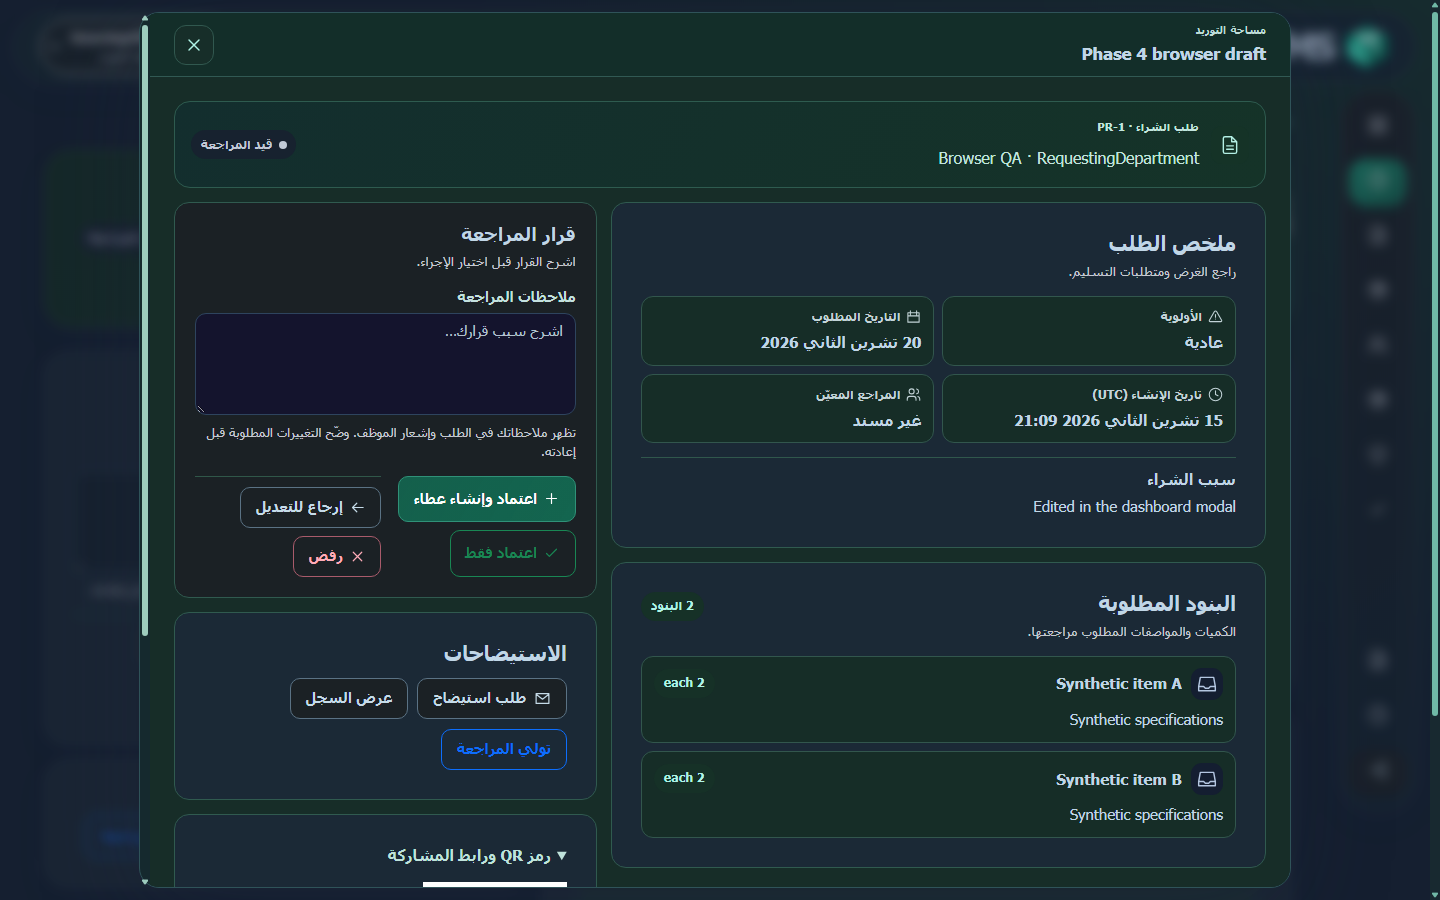 مساحة التوريد
Phase 4 browser draft
طلب الشراء · PR-1
Browser QA · RequestingDepartment
قيد المراجعة
ملخص الطلب
راجع الغرض ومتطلبات التسليم.
الأولوية
عادية
التاريخ المطلوب
20 تشرين الثاني 2026
تاريخ الإنشاء (UTC)
15 تشرين الثاني 2026 21:09
المراجع المعيّن
غير مسند
سبب الشراء
Edited in the dashboard modal
البنود المطلوبة
2 البنود
الكميات والمواصفات المطلوب مراجعتها.
Synthetic item A
2 each
Synthetic specifications
Synthetic item B
2 each
Synthetic specifications
قرار المراجعة
اشرح القرار قبل اختيار الإجراء.
ملاحظات المراجعة
اشرح سبب قرارك...
تظهر ملاحظاتك في الطلب وإشعار الموظف. وضّح التغييرات المطلوبة قبل
إعادته.
اعتماد وإنشاء عطاء
إرجاع للتعديل
اعتماد فقط
رفض
الاستيضاحات
طلب استيضاح
عرض السجل
تولي المراجعة
رمز QR ورابط المشاركة